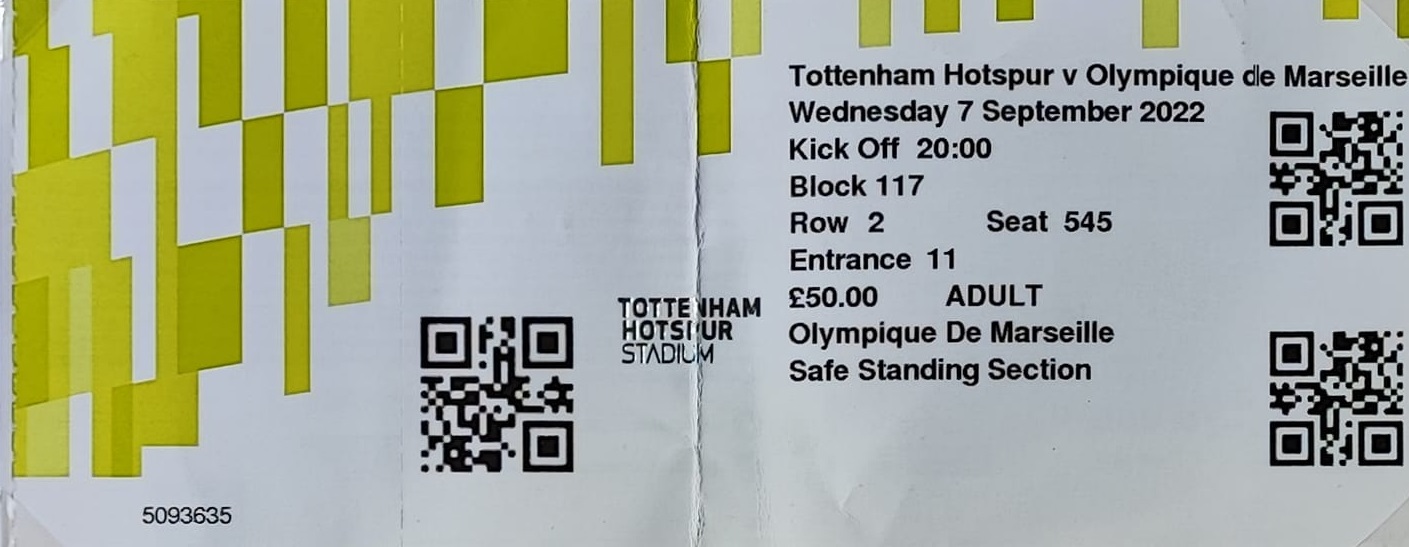 Tottenham Hotspur v Olympique de Marseille
Wednesday 7 September 2022
Kick Off 20:00
Block 117
Row 2 Seat 545
Entrance 11
£50.00 ADULT
Olympique De Marseille
Safe Standing Section
TOTTENHAM
HOTSPUR
STADIUM
5093635